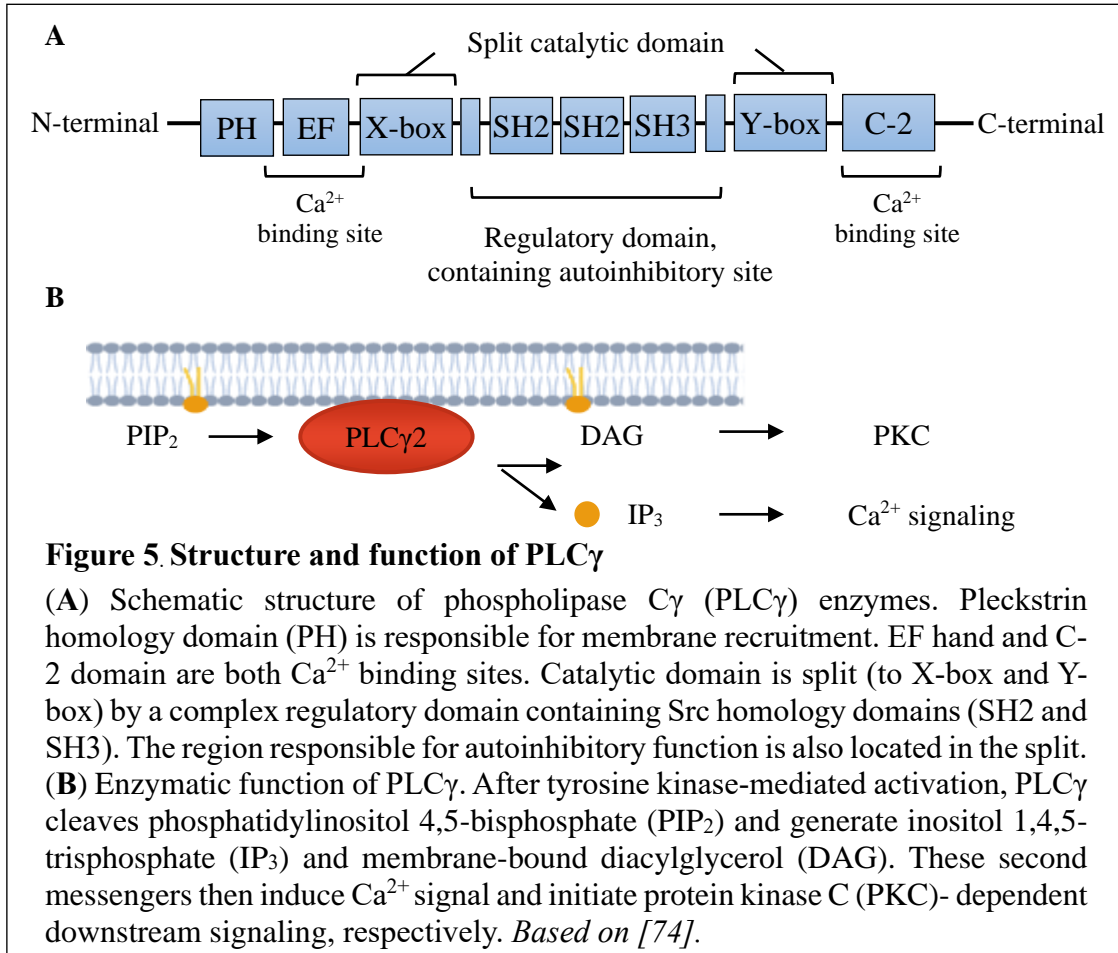 A
Split catalytic domain
N-terminal PH EF X-box SH2 SH2 SH3 Y-box C-2 C-terminal
Ca²⁺
binding site
Regulatory domain,
containing autoinhibitory site
Ca²⁺
binding site
B
PIP₂ PLCγ2 DAG PKC
IP₃ Ca²⁺ signaling
Figure 5. Structure and function of PLCγ
(A) Schematic structure of phospholipase Cγ (PLCγ) enzymes. Pleckstrin
homology domain (PH) is responsible for membrane recruitment. EF hand and C-
2 domain are both Ca²⁺ binding sites. Catalytic domain is split (to X-box and Y-
box) by a complex regulatory domain containing Src homology domains (SH2 and
SH3). The region responsible for autoinhibitory function is also located in the split.
(B) Enzymatic function of PLCγ. After tyrosine kinase-mediated activation, PLCγ
cleaves phosphatidylinositol 4,5-bisphosphate (PIP₂) and generate inositol 1,4,5-
trisphosphate (IP₃) and membrane-bound diacylglycerol (DAG). These second
messengers then induce Ca²⁺ signal and initiate protein kinase C (PKC)- dependent
downstream signaling, respectively. Based on [74].